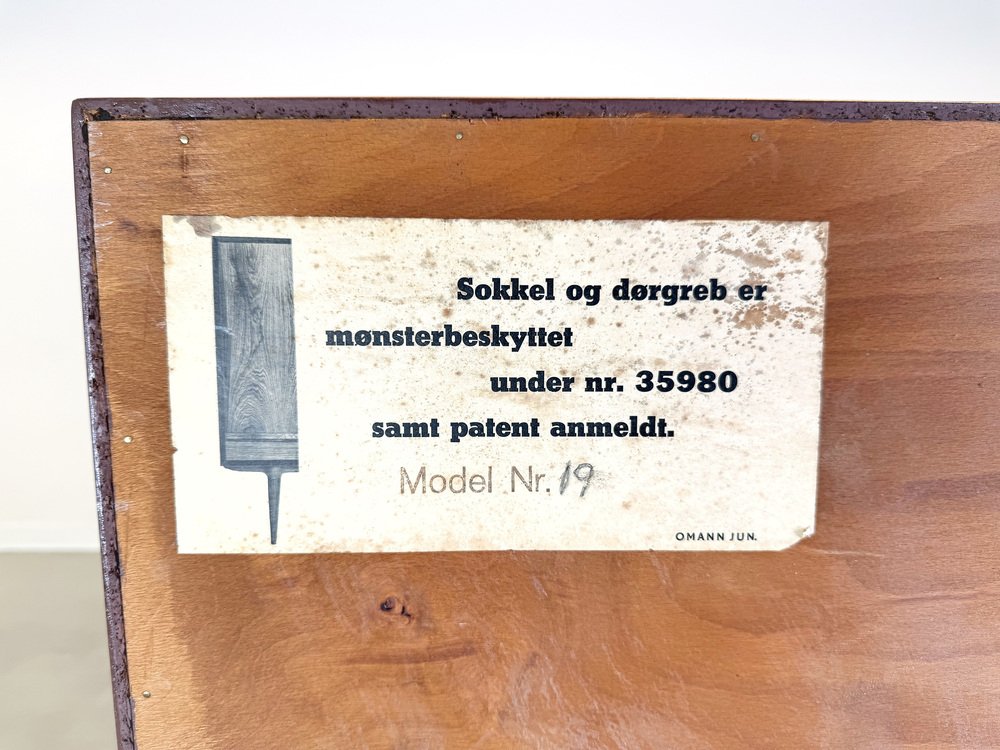 Sokkel og dørgreb er
mønsterbeskyttet
under nr. 35980
samt patent anmeldt.
Model Nr. 19
OMANN JUN.